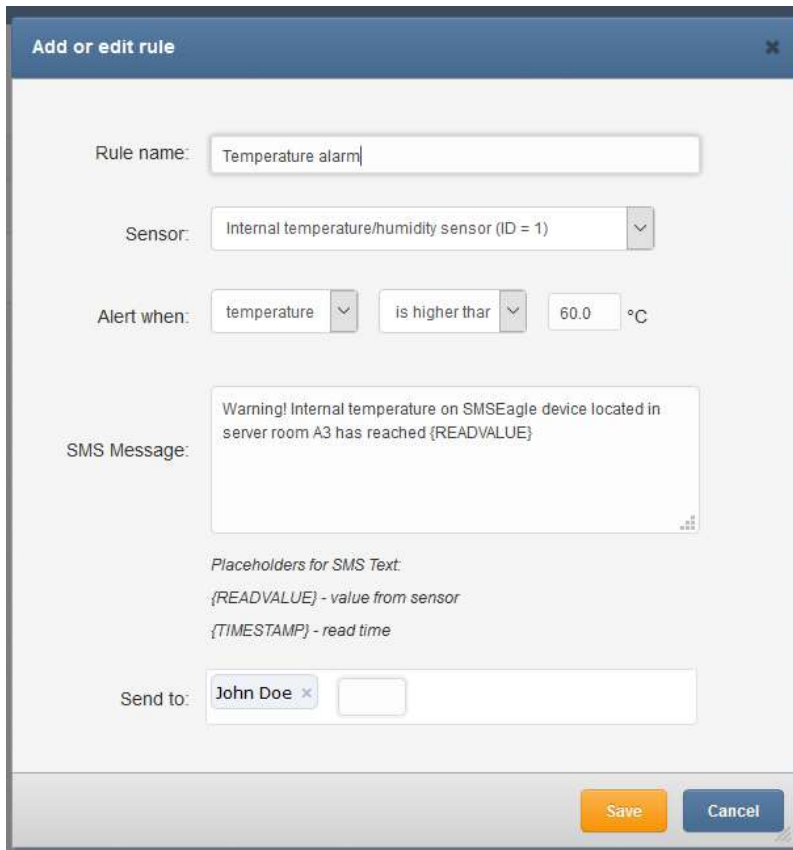 Add or edit rule
Rule name: Temperature alarm
Sensor: Internal temperature/humidity sensor (ID = 1)
Alert when: temperature is higher thar 60.0 °C
SMS Message: Warning! Internal temperature on SMSEagle device located in
server room A3 has reached {READVALUE}
Placeholders for SMS Text:
{READVALUE} - value from sensor
{TIMESTAMP} - read time
Send to: John Doe ×
Save Cancel